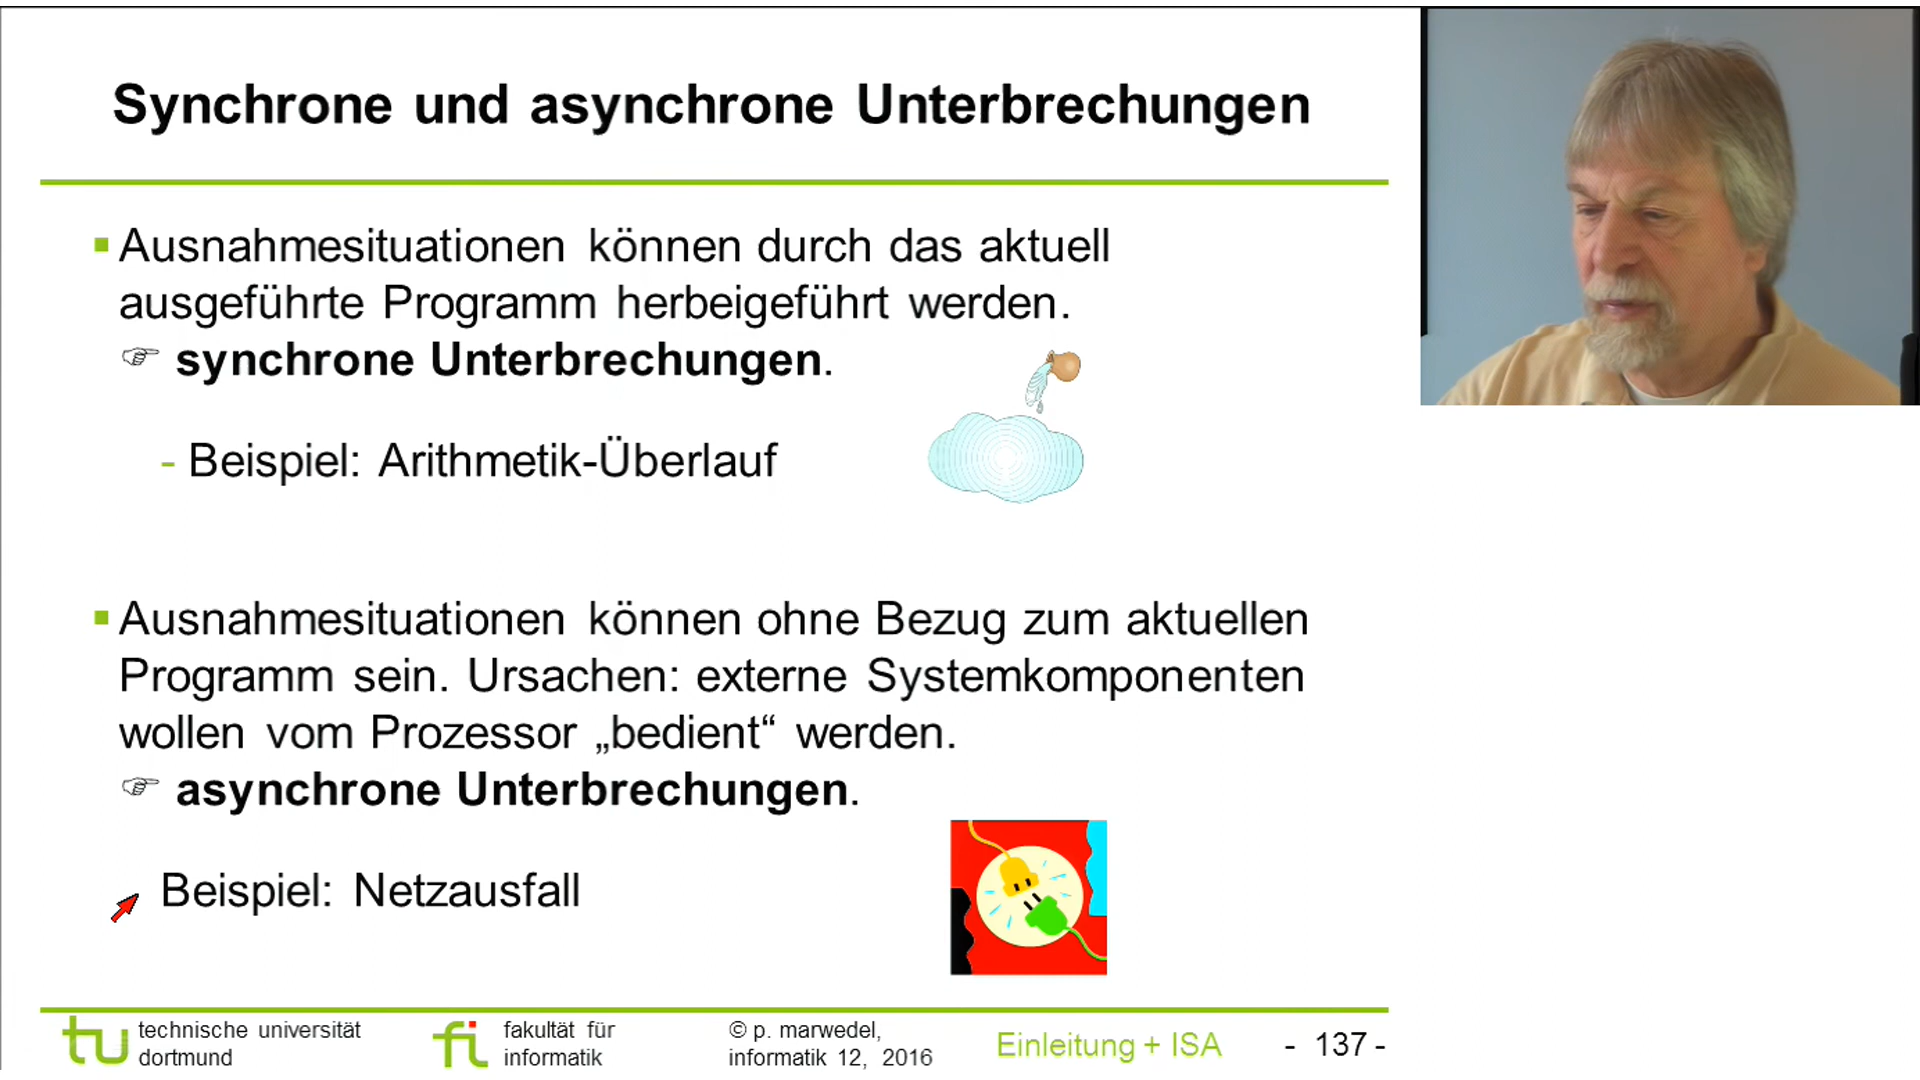 Synchrone und asynchrone Unterbrechungen
Ausnahmesituationen können durch das aktuell
ausgeführte Programm herbeigeführt werden.
☞ synchrone Unterbrechungen.
- Beispiel: Arithmetik-Überlauf
Ausnahmesituationen können ohne Bezug zum aktuellen
Programm sein. Ursachen: externe Systemkomponenten
wollen vom Prozessor „bedient“ werden.
☞ asynchrone Unterbrechungen.
Beispiel: Netzausfall
tu technische universität
dortmund
fi fakultät für
informatik
© p. marwedel,
informatik 12, 2016
Einleitung + ISA
- 137 -